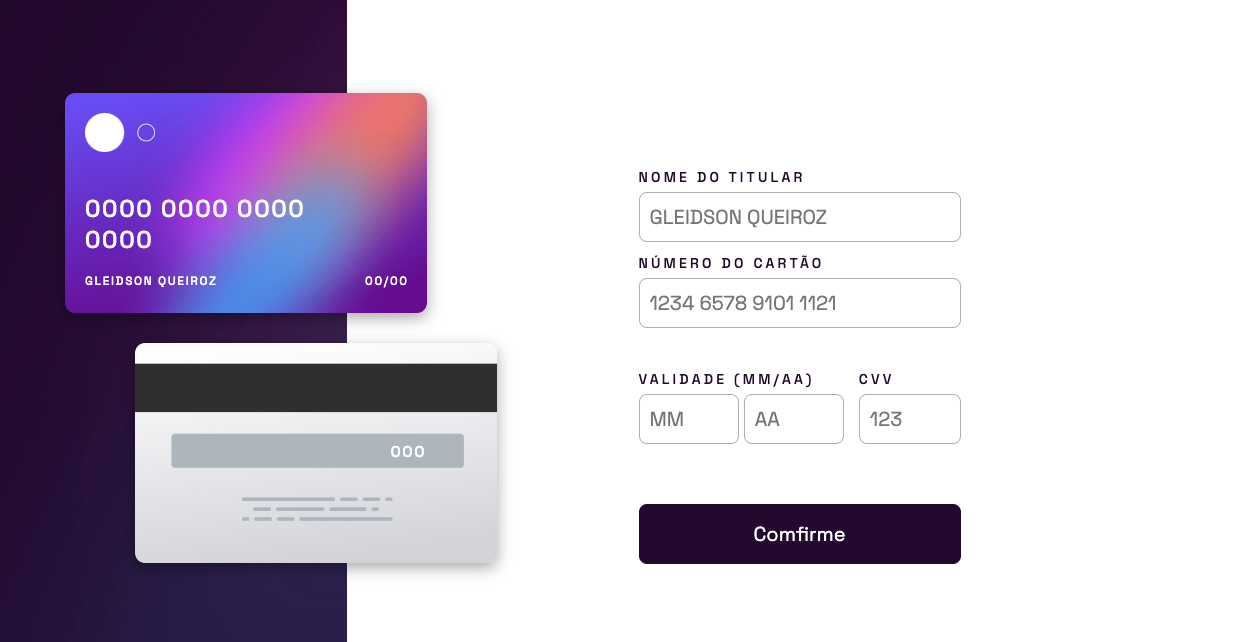 0000 0000 0000
0000
GLEIDSON QUEIROZ 00/00
000
NOME DO TITULAR
GLEIDSON QUEIROZ
NÚMERO DO CARTÃO
1234 6578 9101 1121
VALIDADE (MM/AA) CVV
MM AA 123
Comfirme